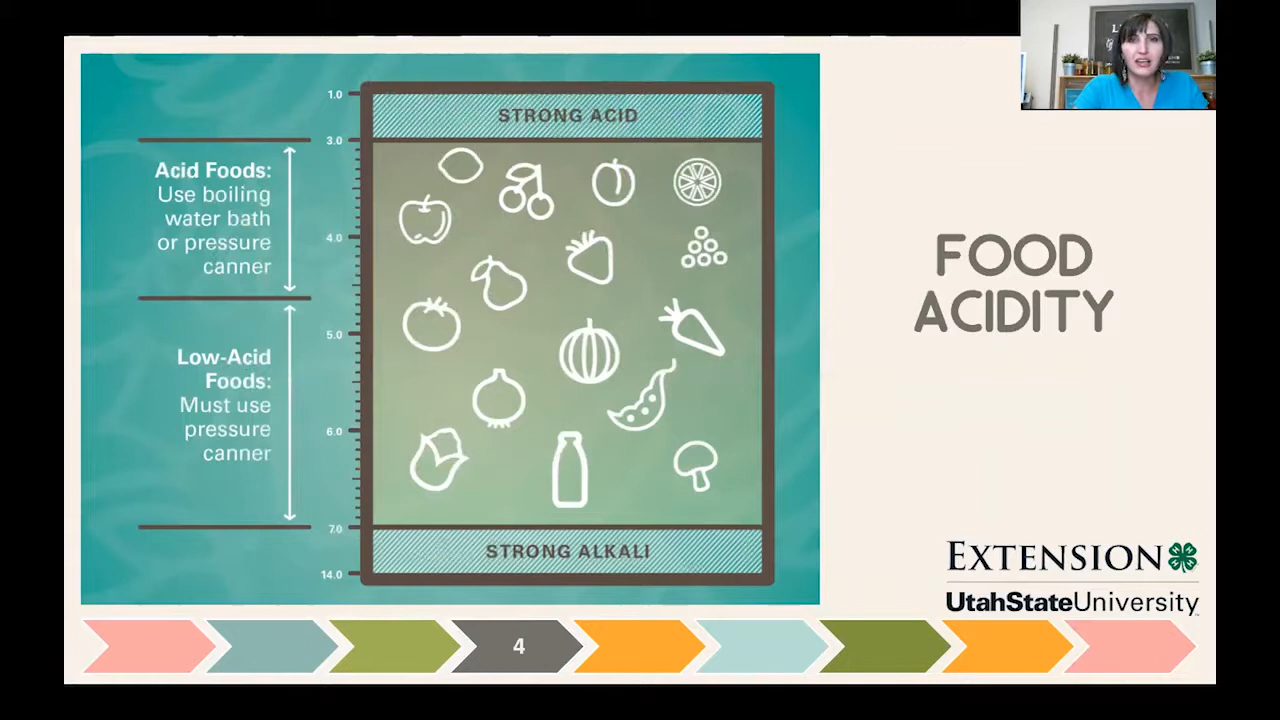 1.0
STRONG ACID
3.0
Acid Foods:
Use boiling
water bath
or pressure
canner
4.0
5.0
Low-Acid
Foods:
Must use
pressure
canner
6.0
7.0
STRONG ALKALI
14.0
FOOD
ACIDITY
EXTENSION
UtahStateUniversity
4